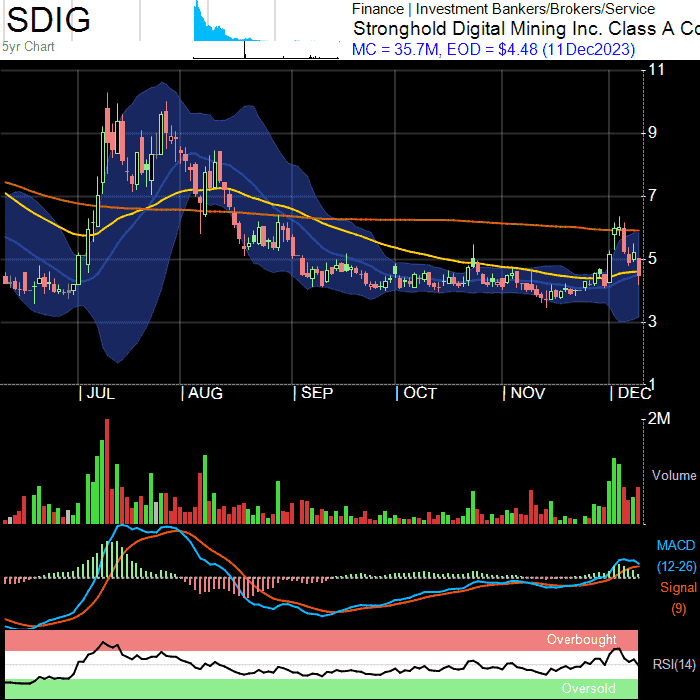 SDIG
5yr Chart
Finance | Investment Bankers/Brokers/Service
Stronghold Digital Mining Inc. Class A Co
MC = 35.7M, EOD = $4.48 (11Dec2023)
11
9
7
5
3
1
JUL AUG SEP OCT NOV DEC
2M
Volume
MACD
(12-26)
Signal
(9)
Overbought
RSI(14)
Oversold